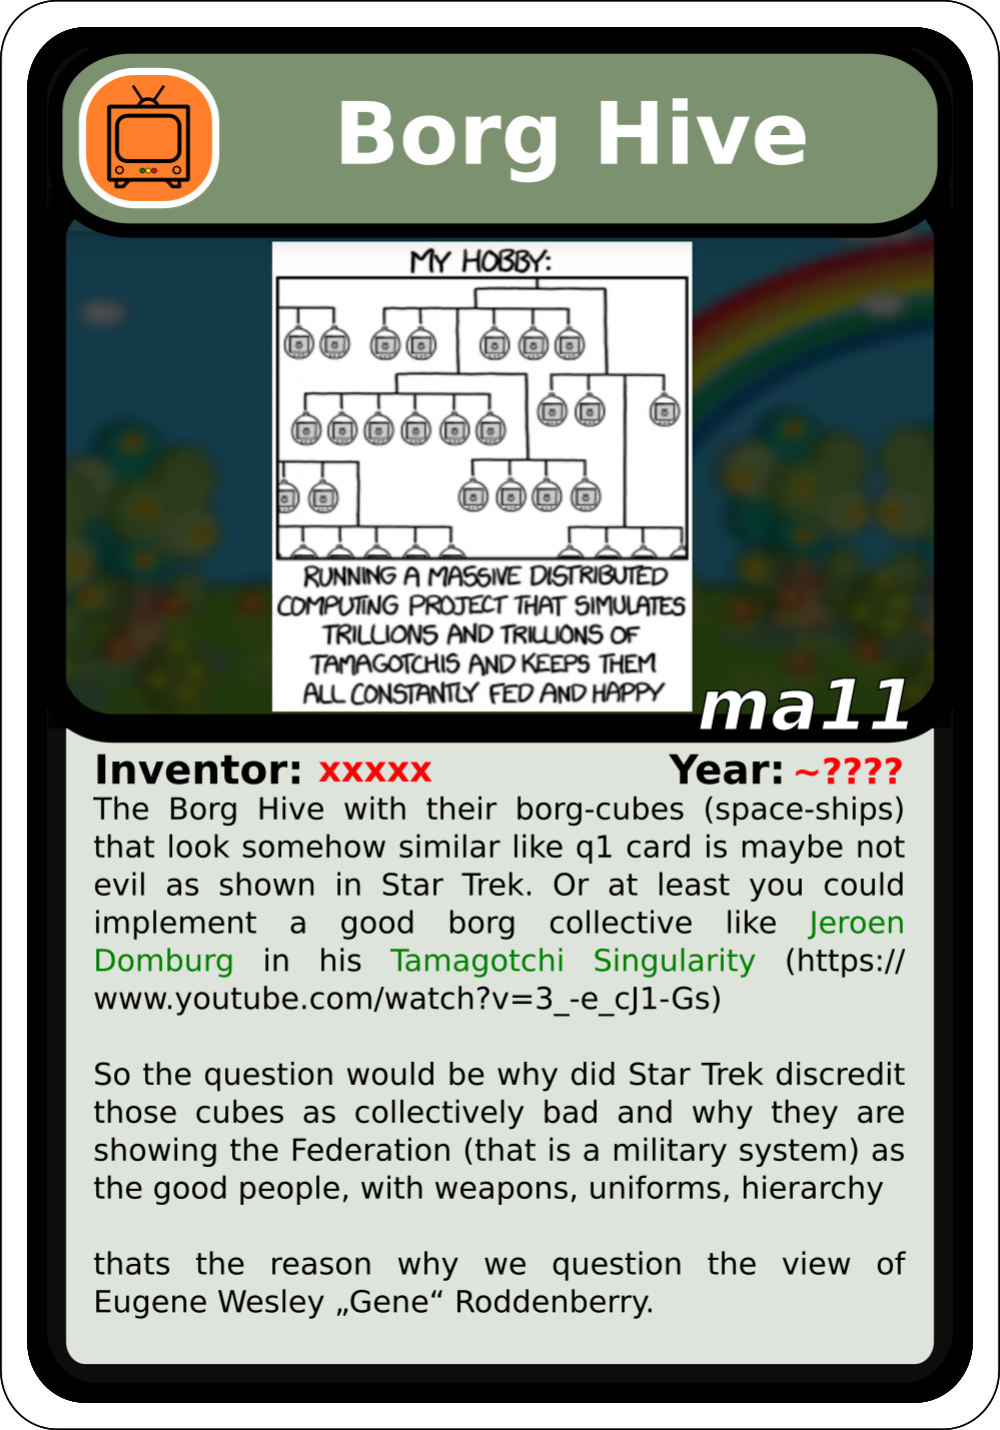 Borg Hive
MY HOBBY:
RUNNING A MASSIVE DISTRIBUTED
COMPUTING PROJECT THAT SIMULATES
TRILLIONS AND TRILLIONS OF
TAMAGOTCHIS AND KEEPS THEM
ALL CONSTANTLY FED AND HAPPY
ma11
Inventor: xxxxx Year: ~????
The Borg Hive with their borg-cubes (space-ships)
that look somehow similar like q1 card is maybe not
evil as shown in Star Trek. Or at least you could
implement a good borg collective like Jeroen
Domburg in his Tamagotchi Singularity (https://
www.youtube.com/watch?v=3_-e_cJ1-Gs)
So the question would be why did Star Trek discredit
those cubes as collectively bad and why they are
showing the Federation (that is a military system) as
the good people, with weapons, uniforms, hierarchy
thats the reason why we question the view of
Eugene Wesley „Gene“ Roddenberry.